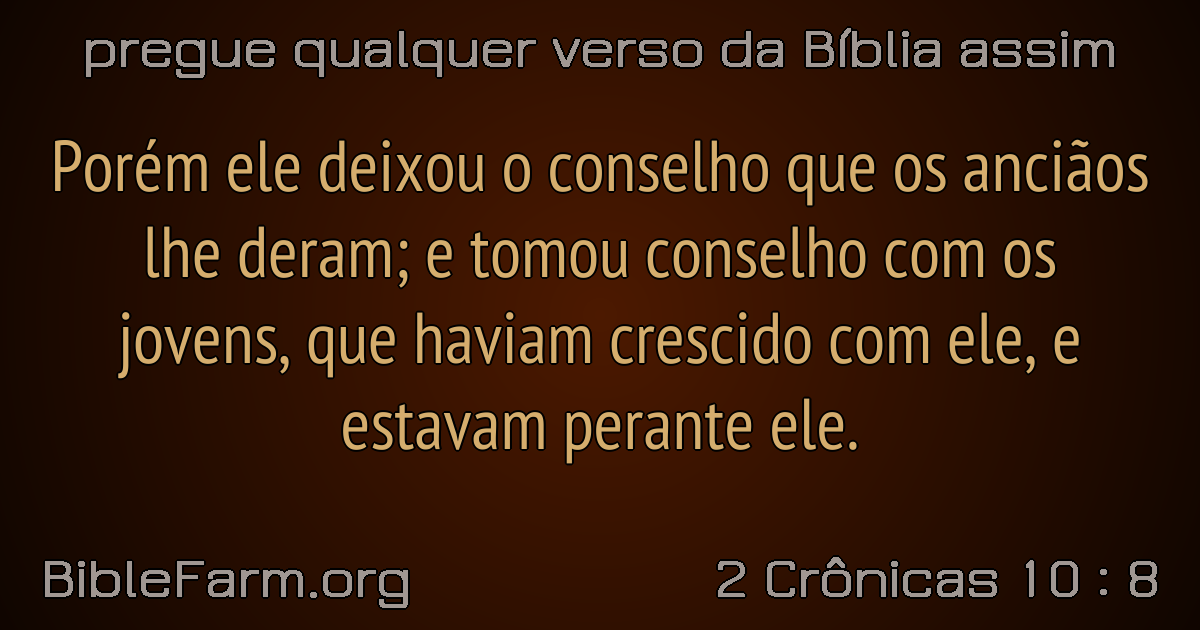 pregue qualquer verso da Bíblia assim
Porém ele deixou o conselho que os anciãos
lhe deram; e tomou conselho com os
jovens, que haviam crescido com ele, e
estavam perante ele.
BibleFarm.org
2 Crônicas 10 : 8